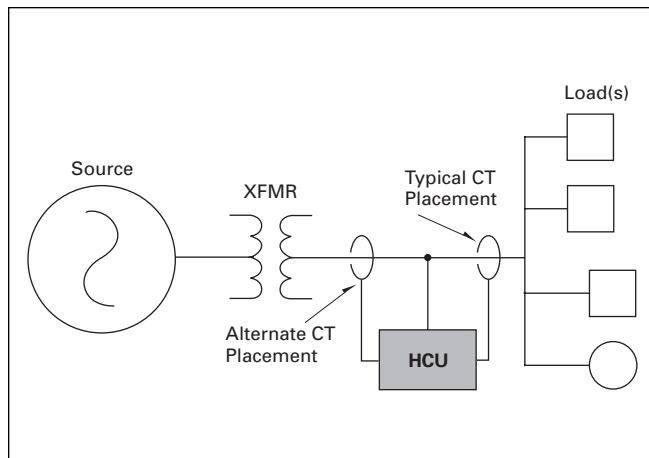 Load(s)
Source
XFMR
Typical CT
Placement
Alternate CT
Placement
HCU